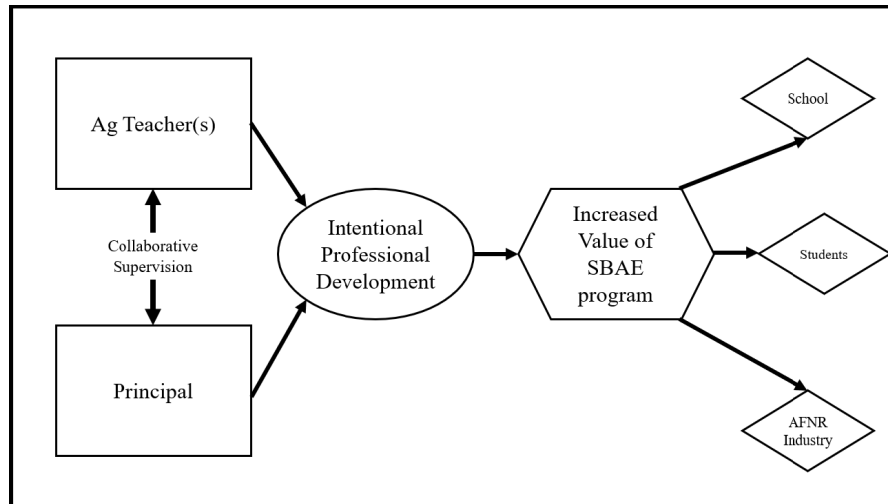 Ag Teacher(s)
Collaborative
Supervision
Principal
Intentional
Professional
Development
Increased
Value of
SBAE
program
School
Students
AFNR
Industry